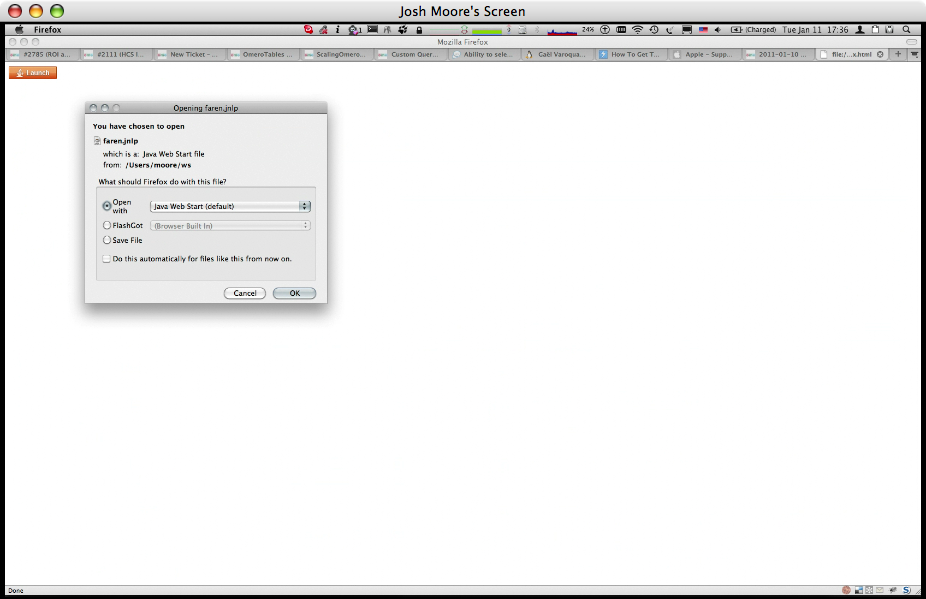 Josh Moore's Screen
Firefox 24% (Charged) Tue Jan 11 17:36
Mozilla Firefox
#2785 (ROI a... #2111 (HCS I... New Ticket – ... OmeroTables ... ScalingOmero... Custom Quer... Ability to sele... Gaël Varoqua... How To Get T... Apple – Supp... 2011-01-10 ... file:/...x.html
Launch
Opening faren.jnlp
You have chosen to open
faren.jnlp
which is a: Java Web Start file
from: /Users/moore/ws
What should Firefox do with this file?
Open with Java Web Start (default)
FlashGot (Browser Built In)
Save File
Do this automatically for files like this from now on.
Cancel OK
Done